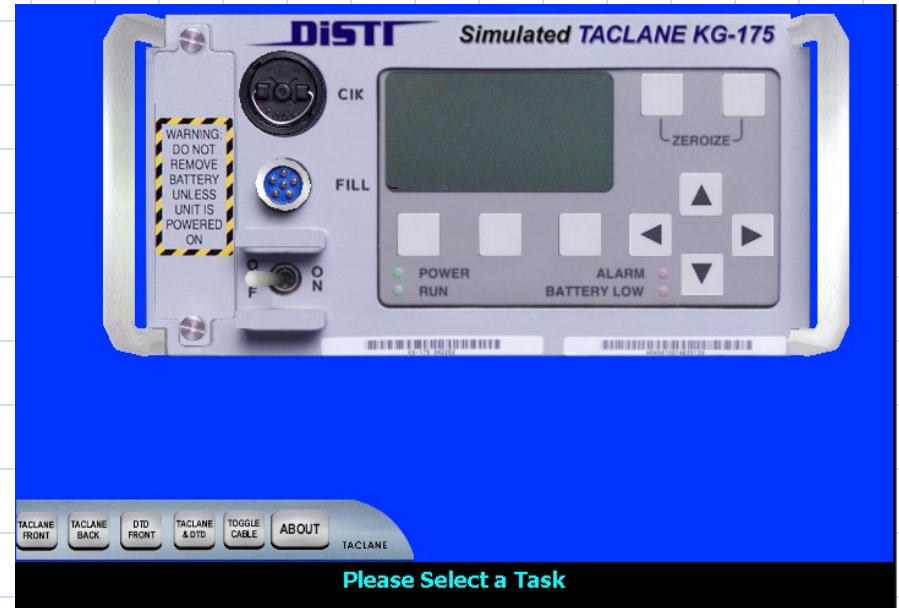 DiSTI
Simulated TACLANE KG-175
CIK
ZEROIZE
WARNING:
DO NOT
REMOVE
BATTERY
UNLESS
UNIT IS
POWERED
ON
FILL
OFF
ON
POWER
ALARM
RUN
BATTERY LOW
TACLANE
FRONT
TACLANE
BACK
DTD
FRONT
TACLANE
& DTD
TOGGLE
CABLE
ABOUT
TACLANE
Please Select a Task